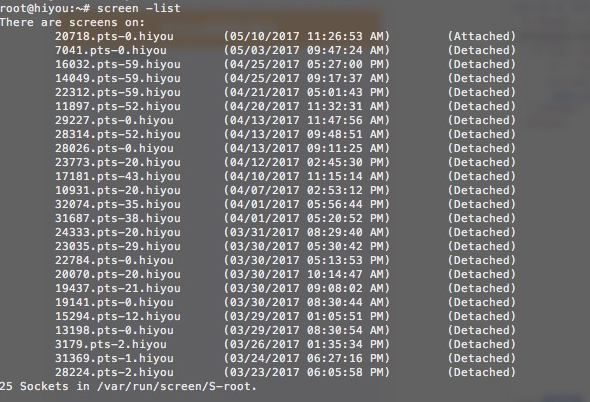 root@hiyou:~# screen -list
There are screens on:
20718.pts-0.hiyou (05/10/2017 11:26:53 AM) (Attached)
7041.pts-0.hiyou (05/03/2017 09:47:24 AM) (Detached)
16032.pts-59.hiyou (04/25/2017 05:27:00 PM) (Detached)
14049.pts-59.hiyou (04/25/2017 09:17:37 AM) (Detached)
22312.pts-59.hiyou (04/21/2017 05:01:43 PM) (Detached)
11897.pts-52.hiyou (04/20/2017 11:32:31 AM) (Detached)
29227.pts-0.hiyou (04/13/2017 11:47:56 AM) (Detached)
28314.pts-52.hiyou (04/13/2017 09:48:51 AM) (Detached)
28026.pts-0.hiyou (04/13/2017 09:11:25 AM) (Detached)
23773.pts-20.hiyou (04/12/2017 02:45:30 PM) (Detached)
17181.pts-43.hiyou (04/10/2017 11:15:14 AM) (Detached)
10931.pts-20.hiyou (04/07/2017 02:53:12 PM) (Detached)
32074.pts-35.hiyou (04/01/2017 05:56:44 PM) (Detached)
31687.pts-38.hiyou (04/01/2017 05:20:52 PM) (Detached)
24333.pts-20.hiyou (03/31/2017 08:29:40 AM) (Detached)
23035.pts-29.hiyou (03/30/2017 05:30:42 PM) (Detached)
22784.pts-0.hiyou (03/30/2017 05:13:53 PM) (Detached)
20070.pts-20.hiyou (03/30/2017 10:14:47 AM) (Detached)
19437.pts-21.hiyou (03/30/2017 09:08:02 AM) (Detached)
19141.pts-0.hiyou (03/30/2017 08:30:44 AM) (Detached)
15294.pts-12.hiyou (03/29/2017 01:05:51 PM) (Detached)
13198.pts-0.hiyou (03/29/2017 08:30:54 AM) (Detached)
3179.pts-2.hiyou (03/26/2017 01:35:34 PM) (Detached)
31369.pts-1.hiyou (03/24/2017 06:27:16 PM) (Detached)
28224.pts-2.hiyou (03/23/2017 06:05:58 PM) (Detached)
25 Sockets in /var/run/screen/S-root.